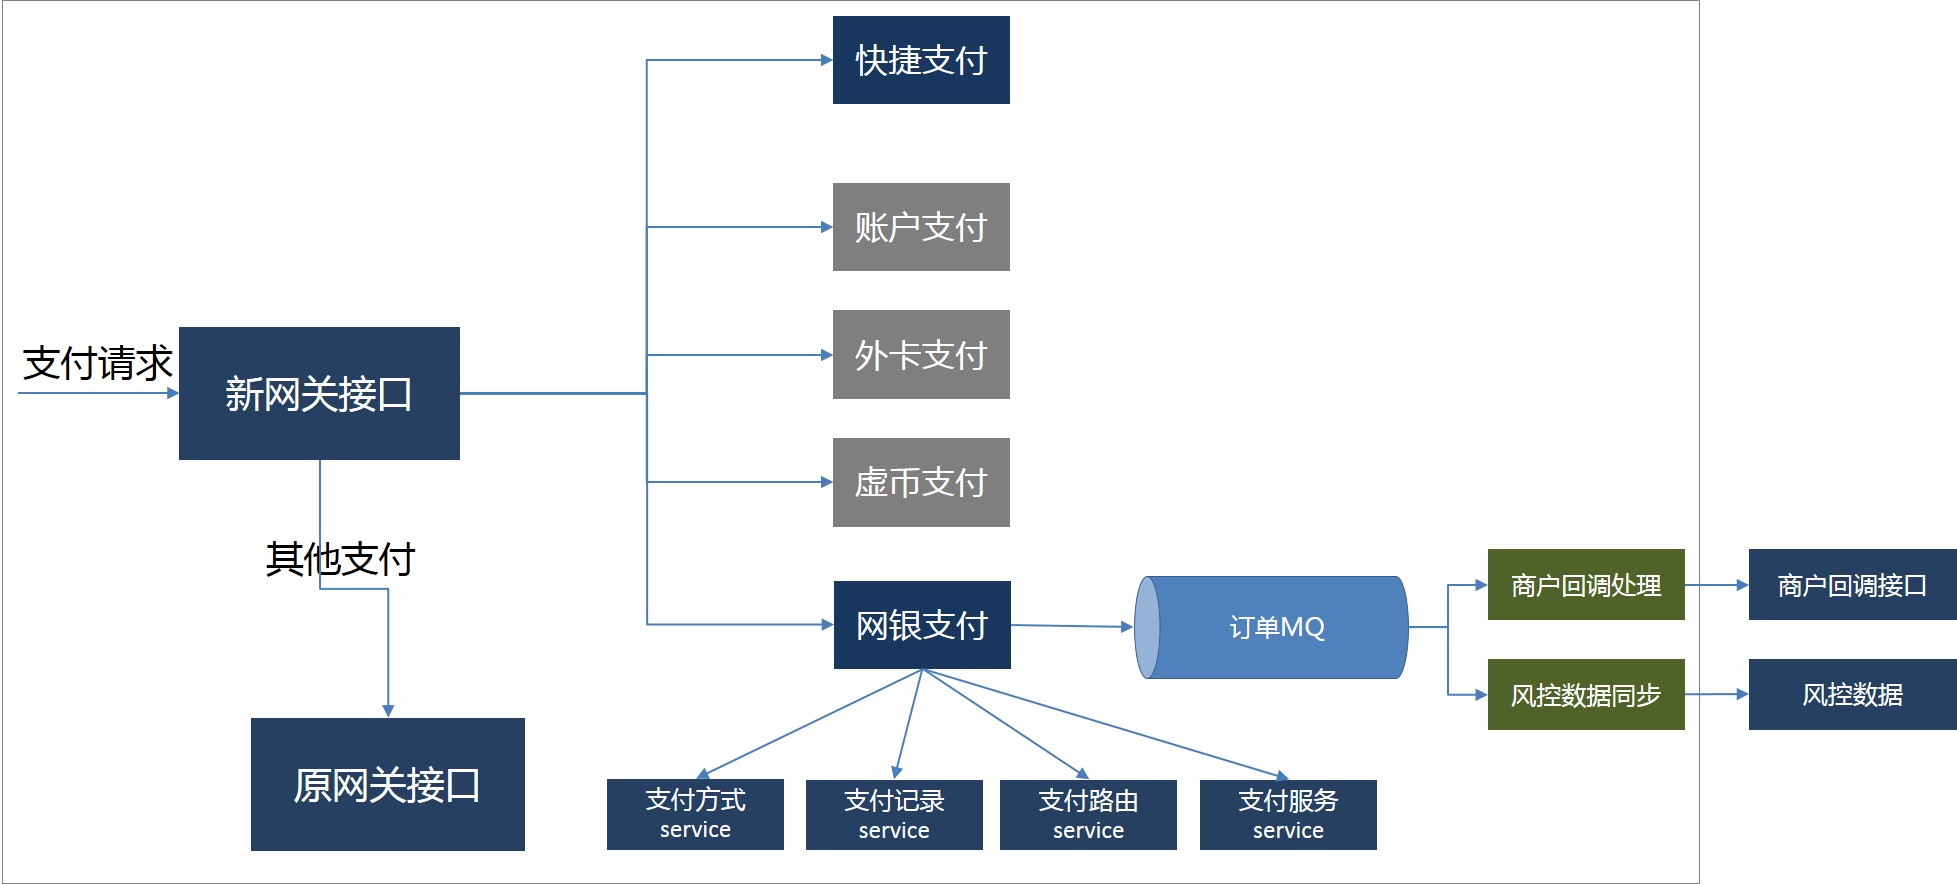 快捷支付
账户支付
支付请求
新网关接口
外卡支付
虚币支付
其他支付
网银支付
订单MQ
商户回调处理
商户回调接口
风控数据同步
风控数据
原网关接口
支付方式
service
支付记录
service
支付路由
service
支付服务
service